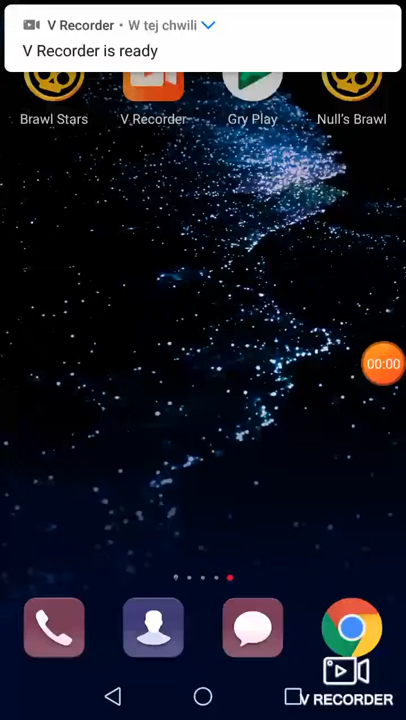 V Recorder • W tej chwili
V Recorder is ready
Brawl Stars
V Recorder
Gry Play
Null's Brawl
00:00
V RECORDER